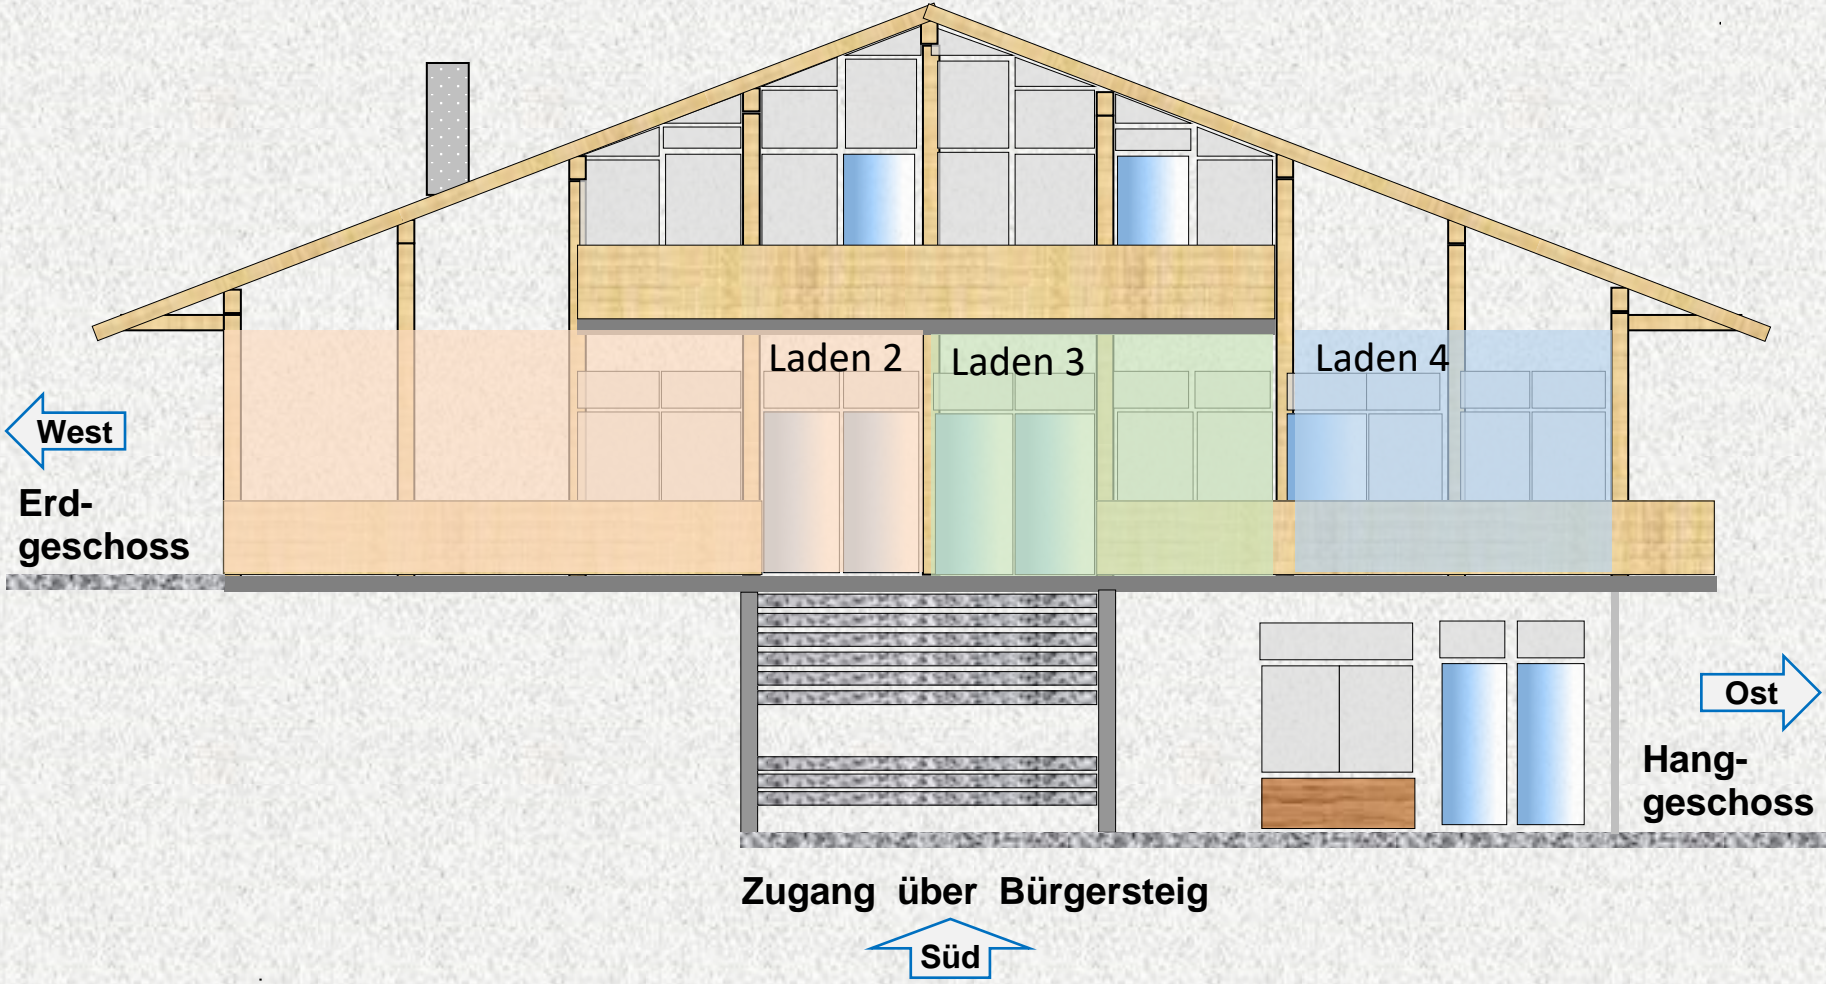 Laden 2
Laden 3
Laden 4
West
Erd-
geschoss
Ost
Hang-
geschoss
Zugang über Bürgersteig
Süd